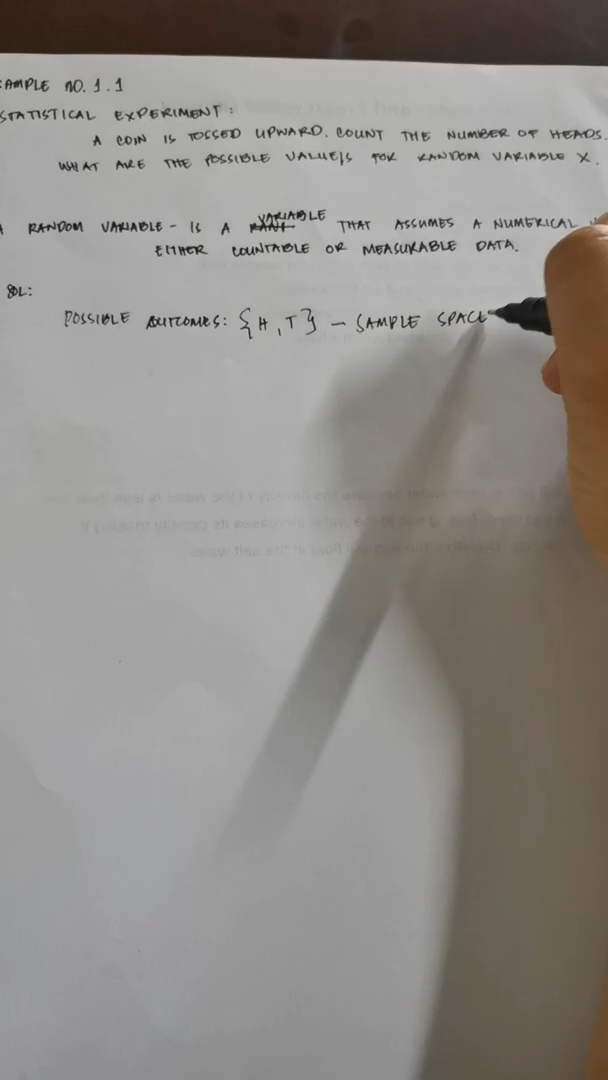 AMPLE NO. 1.1
STATISTICAL EXPERIMENT:
A COIN IS TOSSED UPWARD. COUNT THE NUMBER OF HEADS.
WHAT ARE THE POSSIBLE VALUE/S FOR RANDOM VARIABLE X.
VARIABLE
RANDOM VARIABLE - IS A THAT ASSUMES A NUMERICAL
EITHER COUNTABLE OR MEASURABLE DATA.
SOL:
POSSIBLE OUTCOMES: {H, T} - SAMPLE SPACE